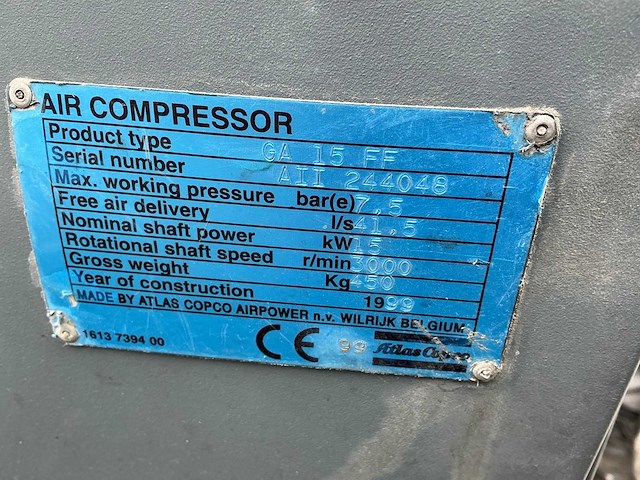 AIR COMPRESSOR
Product type GA 15 FF
Serial number AII 244048
Max. working pressure bar(e) 7,5
Free air delivery l/s 41,5
Nominal shaft power kW 15
Rotational shaft speed r/min 3000
Gross weight Kg 450
Year of construction 1999
MADE BY ATLAS COPCO AIRPOWER n.v. WILRIJK BELGIUM
1613 7394 00 CE 99 Atlas Copco